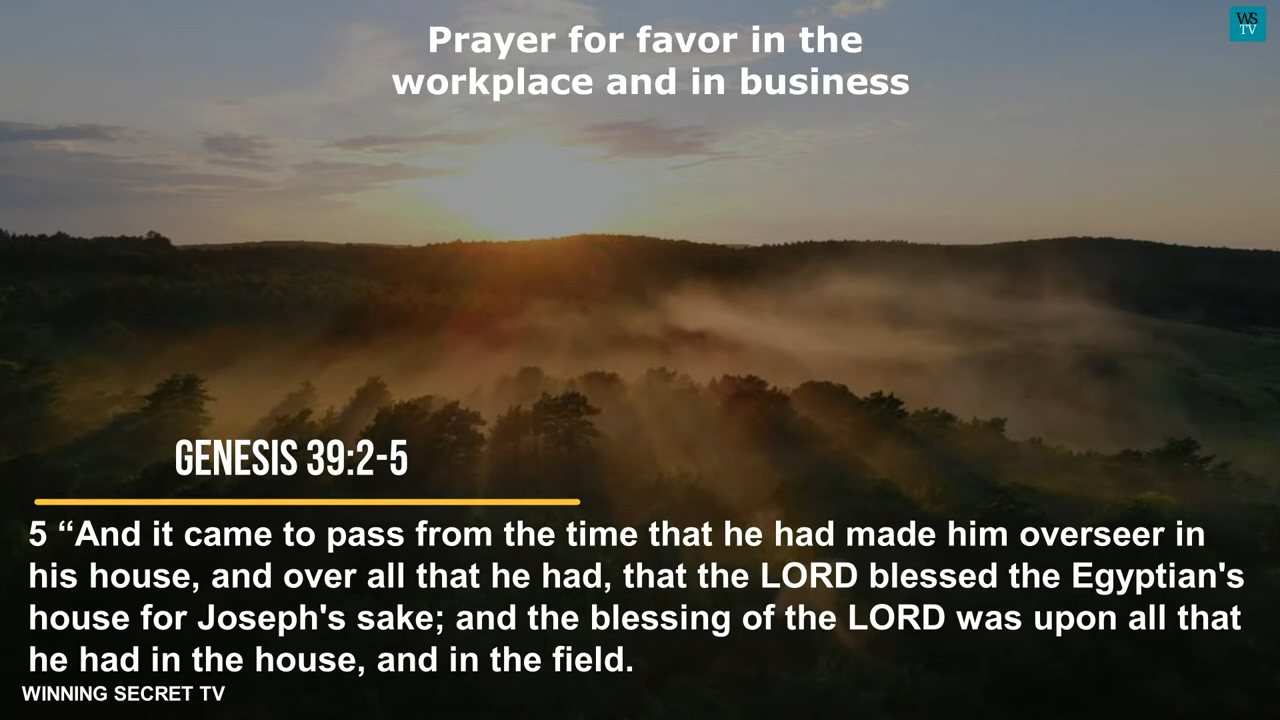 Prayer for favor in the
workplace and in business
WS
TV
GENESIS 39:2-5
5 “And it came to pass from the time that he had made him overseer in
his house, and over all that he had, that the LORD blessed the Egyptian's
house for Joseph's sake; and the blessing of the LORD was upon all that
he had in the house, and in the field.
WINNING SECRET TV